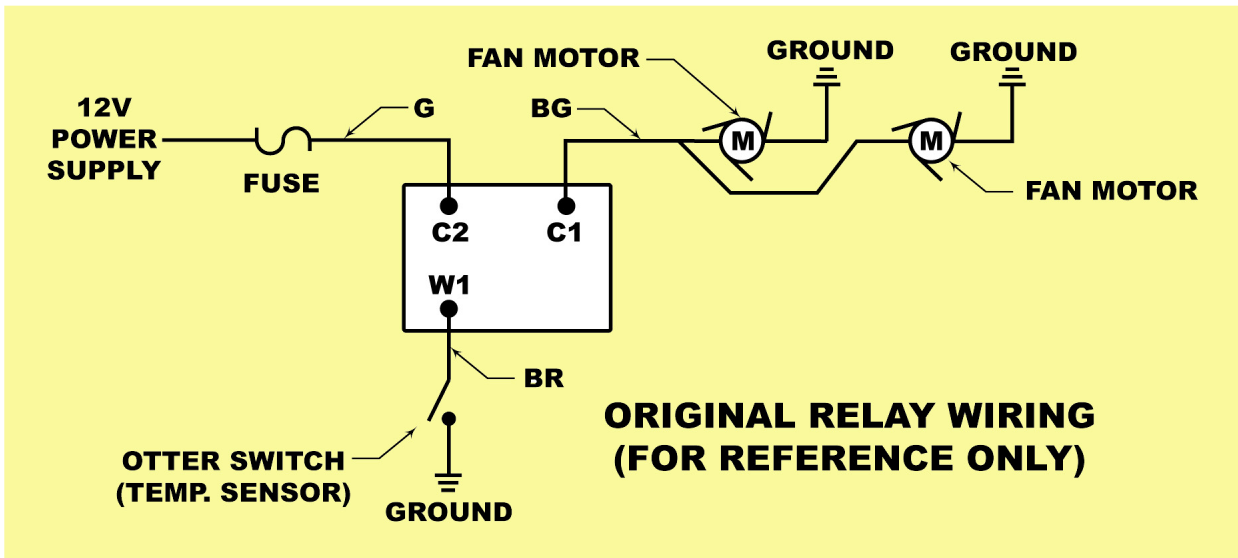 FAN MOTOR
GROUND
GROUND
12V
POWER
SUPPLY
G
BG
M
M
FUSE
FAN MOTOR
C2
C1
W1
BR
ORIGINAL RELAY WIRING
(FOR REFERENCE ONLY)
OTTER SWITCH
(TEMP. SENSOR)
GROUND